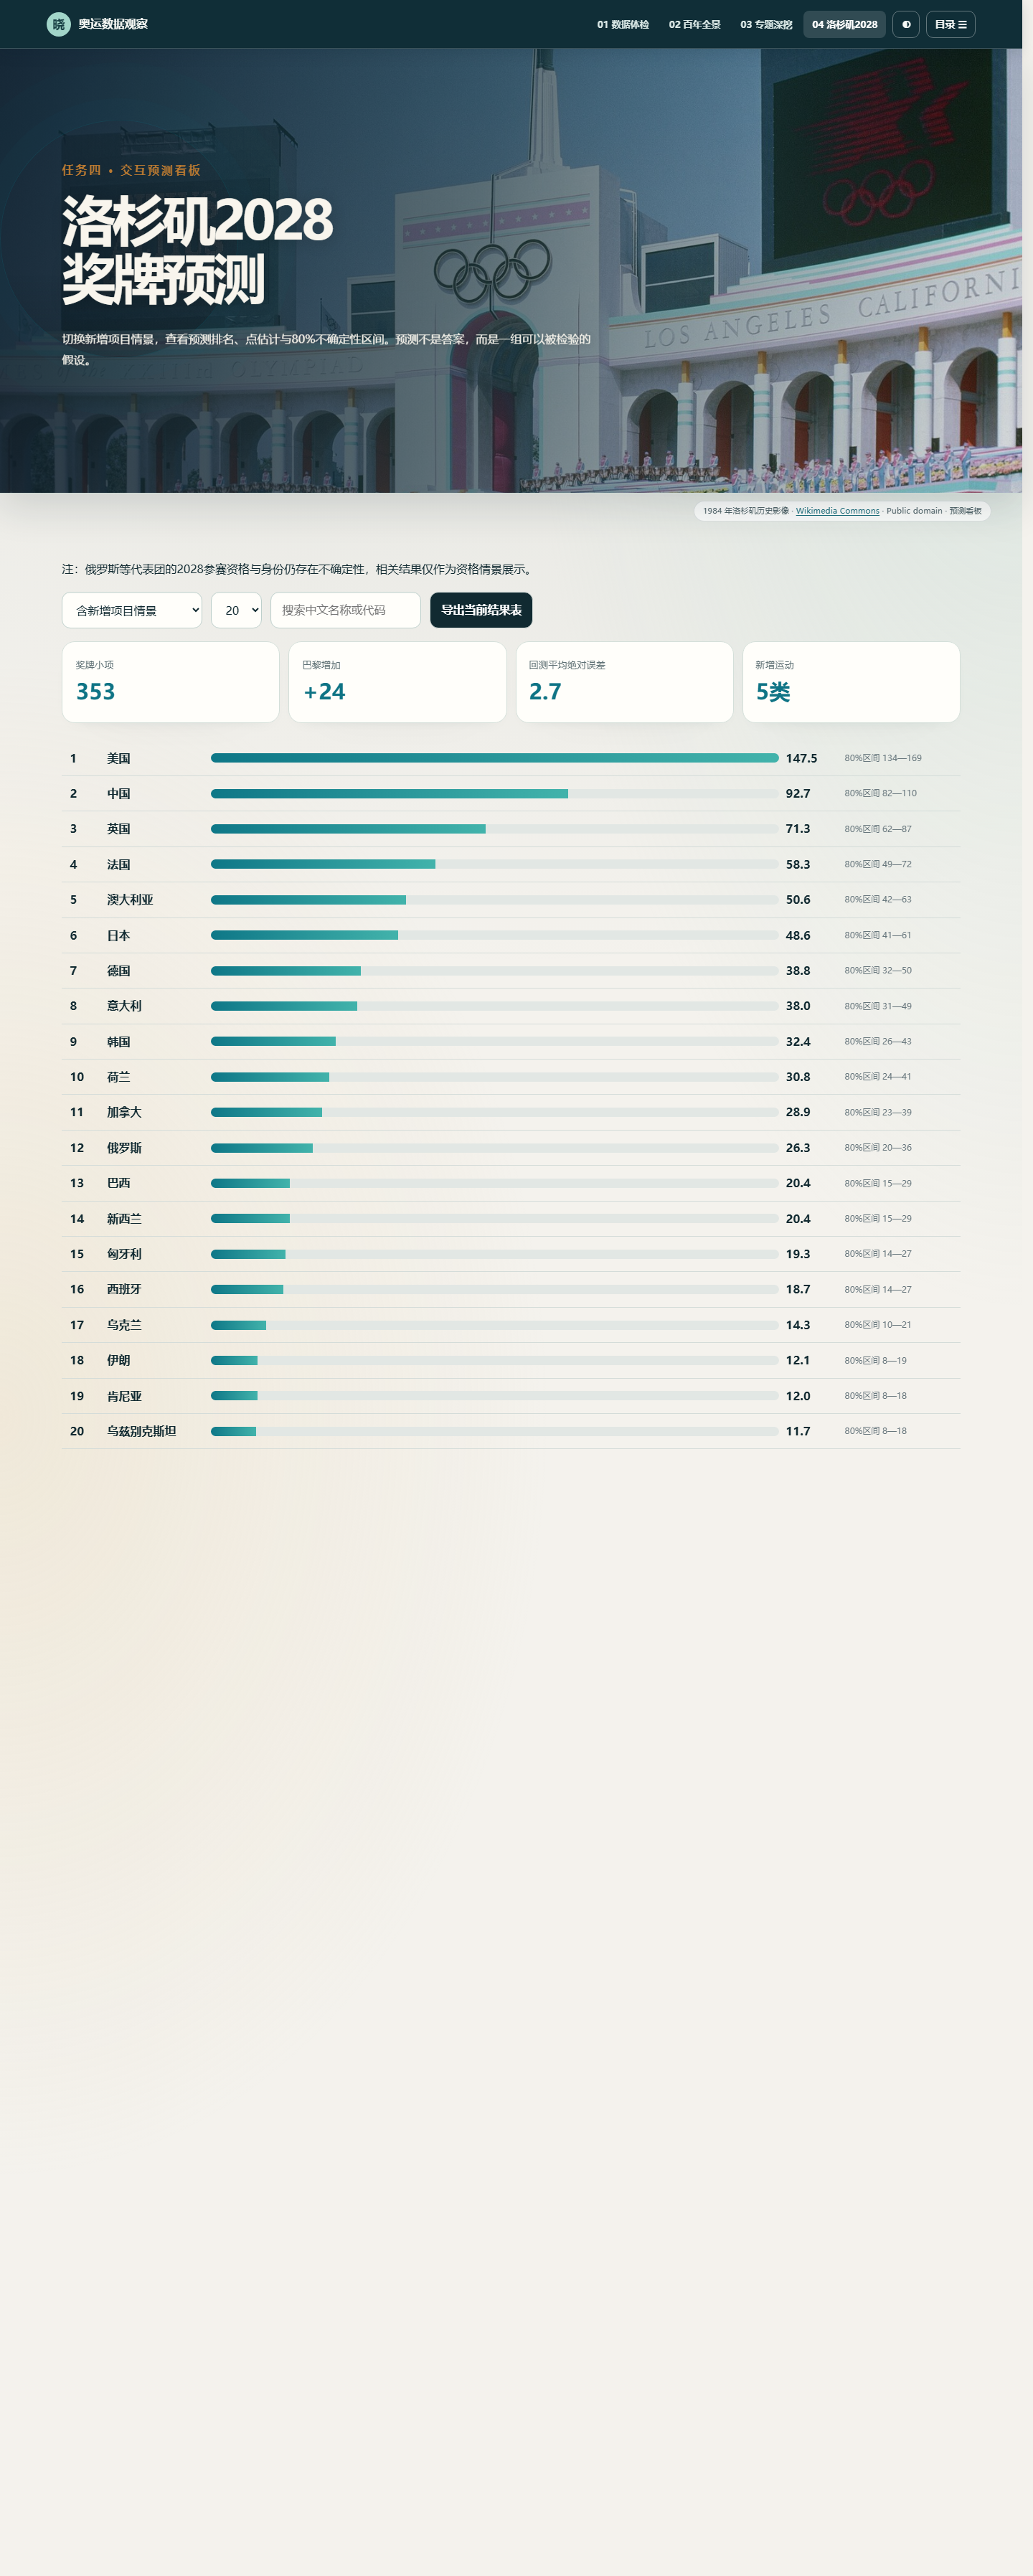 晓 奥运数据观察 01 数据体检 02 百年全景 03 专题深挖 04 洛杉矶2028 目录 ☰
任务四 • 交互预测看板
洛杉矶2028
奖牌预测
切换新增项目情景，查看预测排名、点估计与80%不确定性区间。预测不是答案，而是一组可以被检验的
假设。
LOS ANGELES CALIFORNI
OLYMPIAD
1984 年洛杉矶历史影像 · Wikimedia Commons · Public domain · 预测看板
注：俄罗斯等代表团的2028参赛资格与身份仍存在不确定性，相关结果仅作为资格情景展示。
含新增项目情景 20 搜索中文名称或代码 导出当前结果表
奖牌小项 巴黎增加 回测平均绝对误差 新增运动
353 +24 2.7 5类
1 美国 147.5 80%区间 134—169
2 中国 92.7 80%区间 82—110
3 英国 71.3 80%区间 62—87
4 法国 58.3 80%区间 49—72
5 澳大利亚 50.6 80%区间 42—63
6 日本 48.6 80%区间 41—61
7 德国 38.8 80%区间 32—50
8 意大利 38.0 80%区间 31—49
9 韩国 32.4 80%区间 26—43
10 荷兰 30.8 80%区间 24—41
11 加拿大 28.9 80%区间 23—39
12 俄罗斯 26.3 80%区间 20—36
13 巴西 20.4 80%区间 15—29
14 新西兰 20.4 80%区间 15—29
15 匈牙利 19.3 80%区间 14—27
16 西班牙 18.7 80%区间 14—27
17 乌克兰 14.3 80%区间 10—21
18 伊朗 12.1 80%区间 8—19
19 肯尼亚 12.0 80%区间 8—18
20 乌兹别克斯坦 11.7 80%区间 8—18